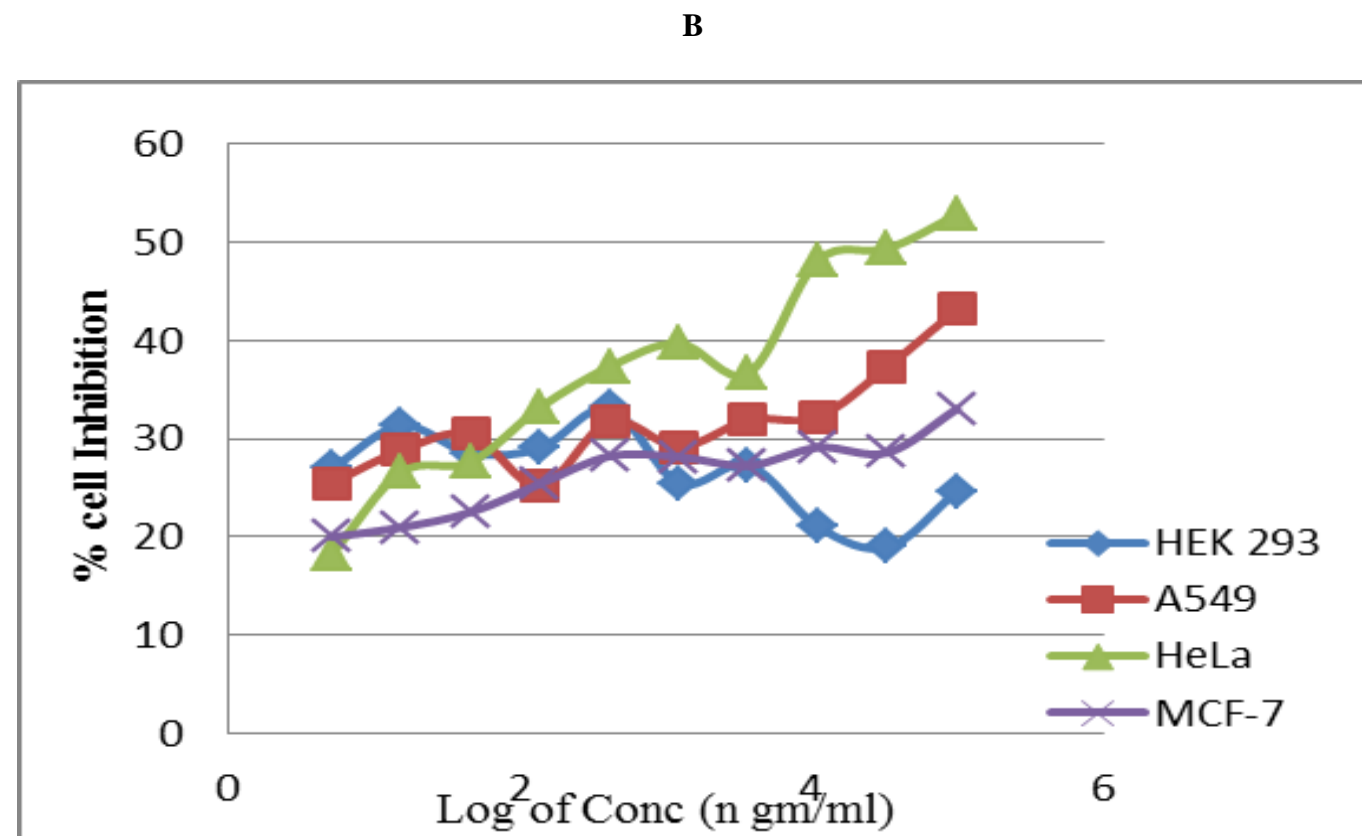 B
60
50
40
30
20
10
0
% cell Inhibition
HEK 293
A549
HeLa
MCF-7
0 2 4 6
Log of Conc (n gm/ml)